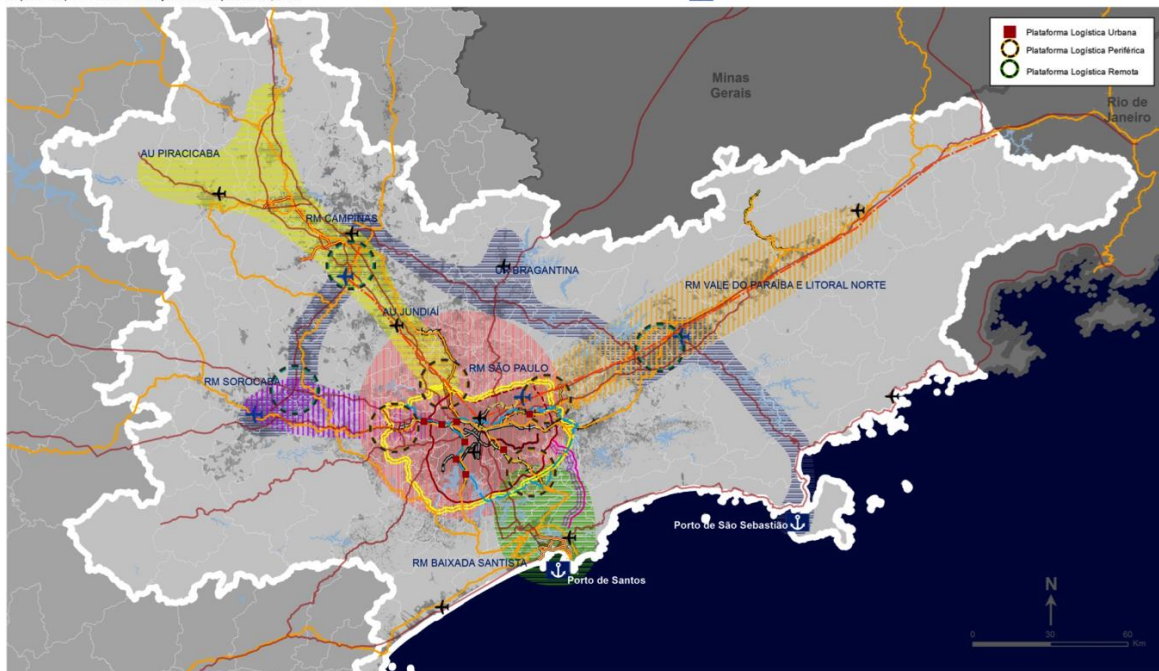 Plataforma Logística Urbana
Plataforma Logística Periférica
Plataforma Logística Remota
Minas
Gerais
Rio de
Janeiro
AU PIRACICABA
RM CAMPINAS
BRAGANTINA
RM VALE DO PARAÍBA E LITORAL NORTE
AU JUNDIAÍ
RM SÃO PAULO
RM SOROCABA
Porto de São Sebastião
RM BAIXADA SANTISTA
Porto de Santos
N
0 30 60
Km